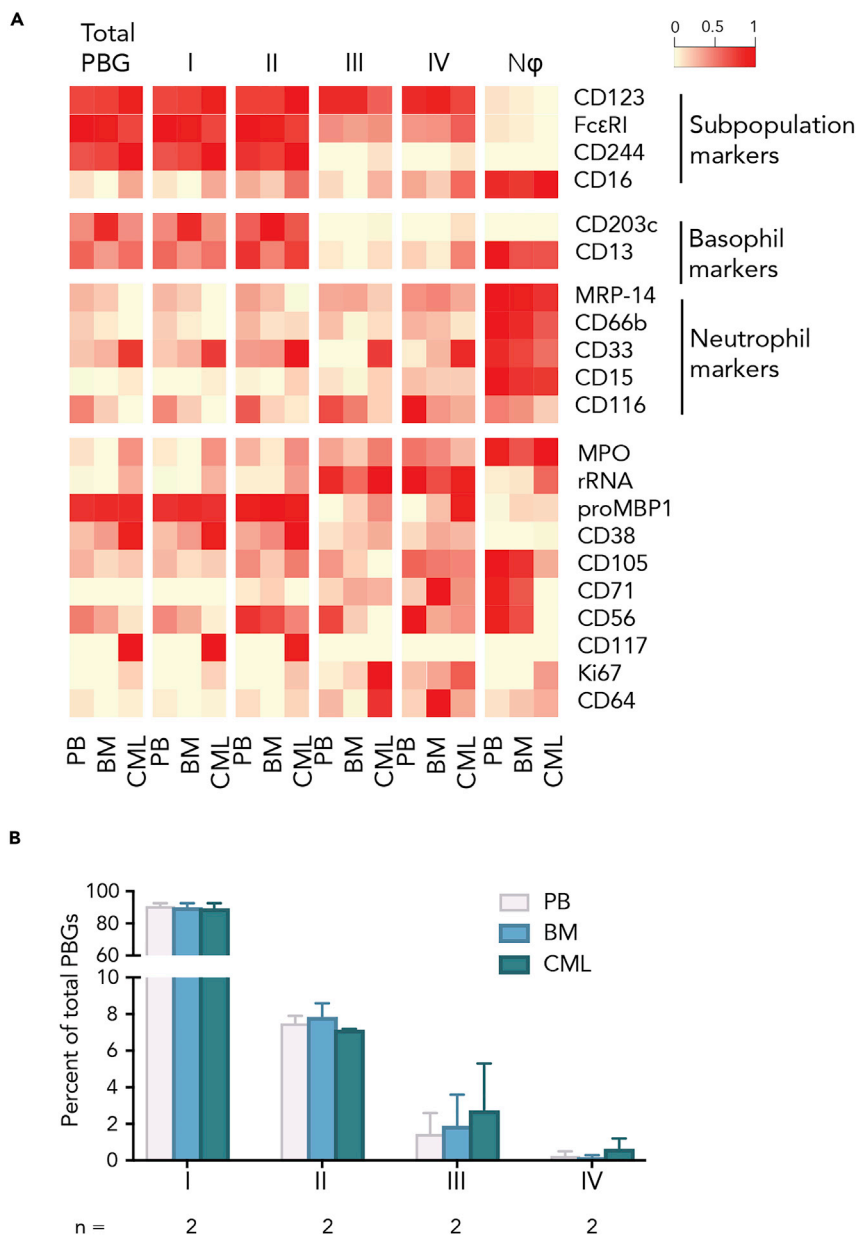 A
Total
PBG I II III IV Nφ
0 0.5 1
CD123
FcεRI
CD244
CD16
Subpopulation
markers
CD203c
CD13
Basophil
markers
MRP-14
CD66b
CD33
CD15
CD116
Neutrophil
markers
MPO
rRNA
proMBP1
CD38
CD105
CD71
CD56
CD117
Ki67
CD64
PB BM CML PB BM CML PB BM CML PB BM CML PB BM CML PB BM CML
B
Percent of total PBGs
100
80
60
10
8
6
4
2
0
PB
BM
CML
I II III IV
n = 2 2 2 2